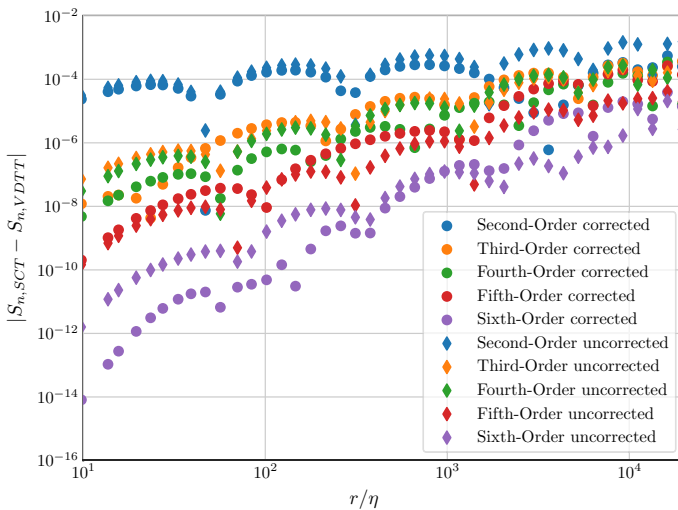 10^{-2}
10^{-4}
10^{-6}
10^{-8}
10^{-10}
10^{-12}
10^{-14}
10^{-16}
|S_{n,SCT} − S_{n,VDTT}|
Second-Order corrected
Third-Order corrected
Fourth-Order corrected
Fifth-Order corrected
Sixth-Order corrected
Second-Order uncorrected
Third-Order uncorrected
Fourth-Order uncorrected
Fifth-Order uncorrected
Sixth-Order uncorrected
10^1 10^2 10^3 10^4
r/η